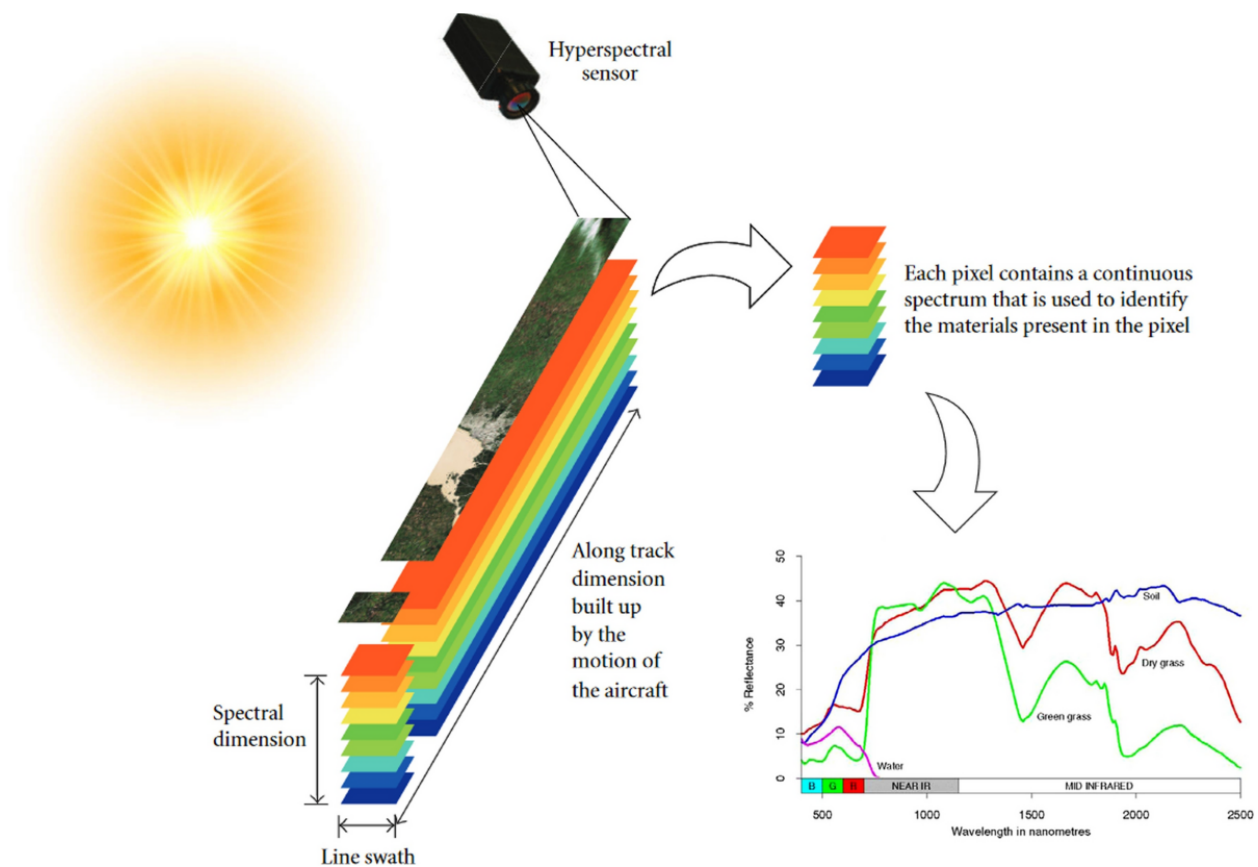 Hyperspectral
sensor
Each pixel contains a continuous
spectrum that is used to identify
the materials present in the pixel
Along track
dimension
built up
by the
motion of
the aircraft
Spectral
dimension
Line swath
% Reflectance
50
40
30
20
10
0
Soil
Dry grass
Green grass
Water
B G R NEAR IR MID INFRARED
500 1000 1500 2000 2500
Wavelength in nanometres